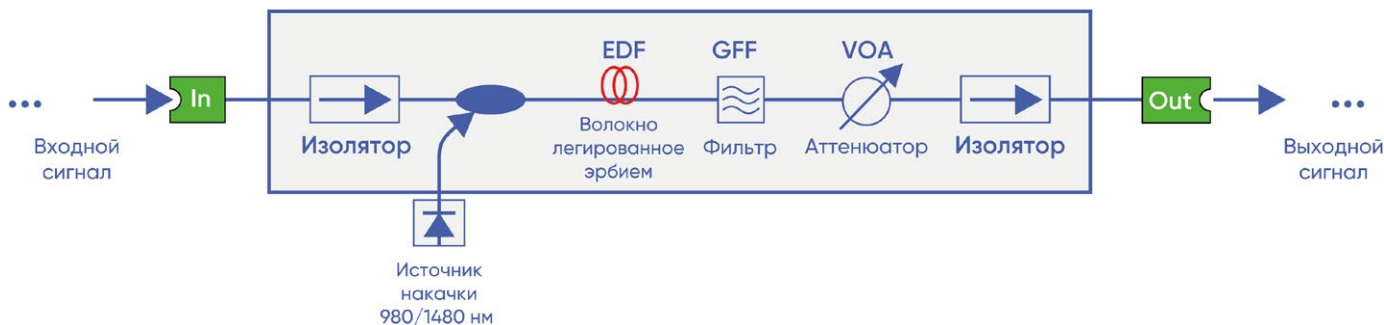 EDF
GFF
VOA
...
In
Out
...
Входной
сигнал
Изолятор
Волокно
легированное
эрбием
Фильтр
Аттенюатор
Изолятор
Выходной
сигнал
Источник
накачки
980/1480 нм